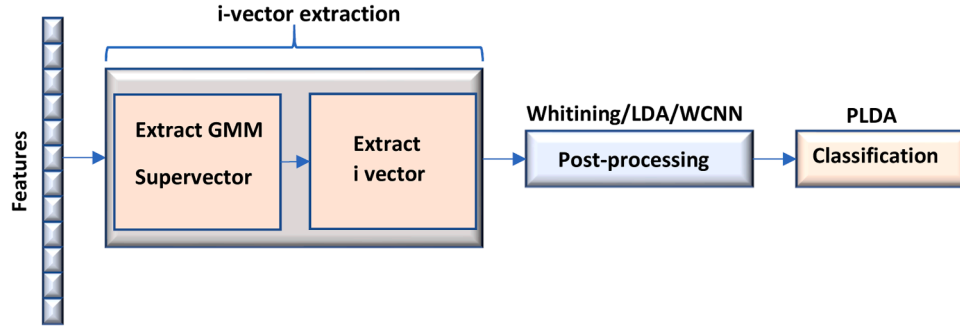 i-vector extraction
Features
Extract GMM
Supervector
Extract
i vector
Whitining/LDA/WCNN
Post-processing
PLDA
Classification